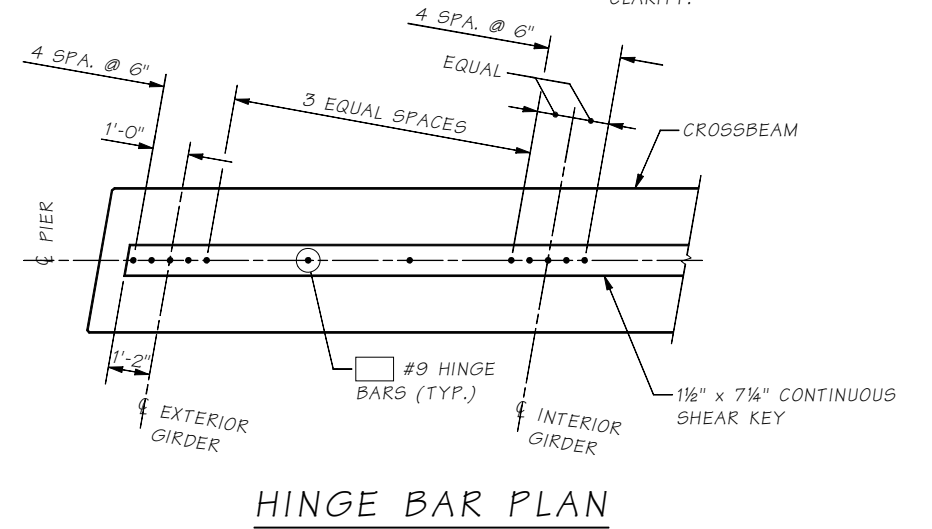 CLARITY.
4 SPA. @ 6"
4 SPA. @ 6"
EQUAL
3 EQUAL SPACES
1'-0"
CROSSBEAM
℄ PIER
1'-2"
#9 HINGE
BARS (TYP.)
1½" x 7¼" CONTINUOUS
SHEAR KEY
℄ EXTERIOR
GIRDER
℄ INTERIOR
GIRDER
HINGE BAR PLAN